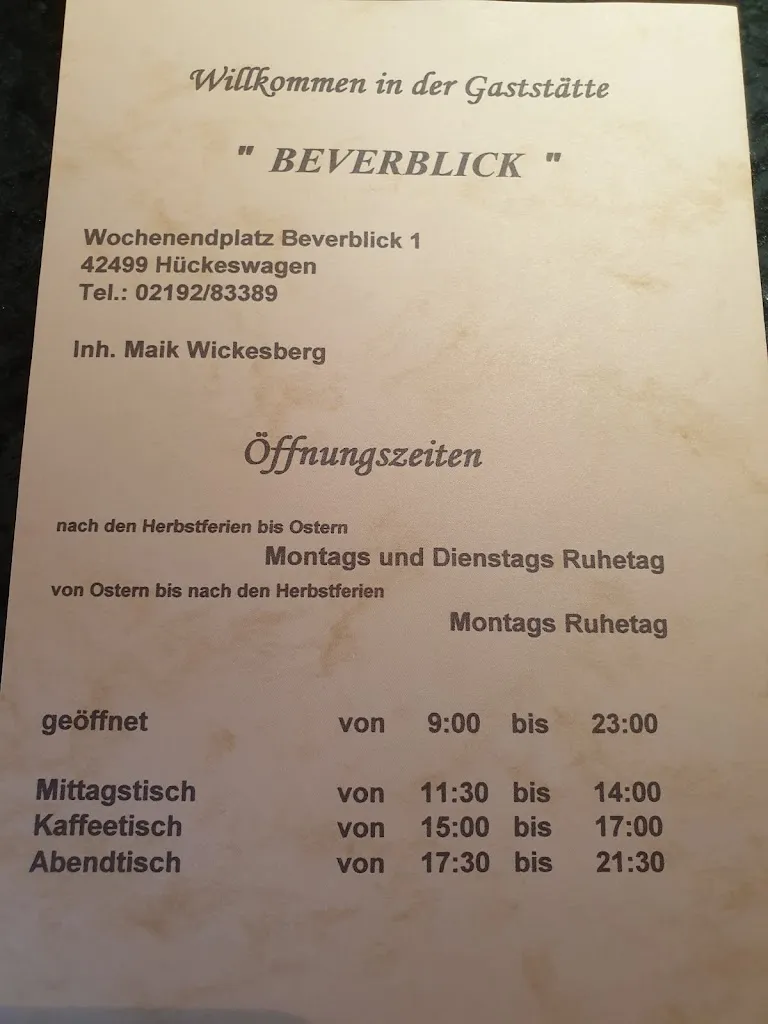 Willkommen in der Gaststätte
" BEVERBLICK "
Wochenendplatz Beverblick 1
42499 Hückeswagen
Tel.: 02192/83389
Inh. Maik Wickesberg
Öffnungszeiten
nach den Herbstferien bis Ostern
Montags und Dienstags Ruhetag
von Ostern bis nach den Herbstferien
Montags Ruhetag
geöffnet von 9:00 bis 23:00
Mittagstisch von 11:30 bis 14:00
Kaffeetisch von 15:00 bis 17:00
Abendtisch von 17:30 bis 21:30